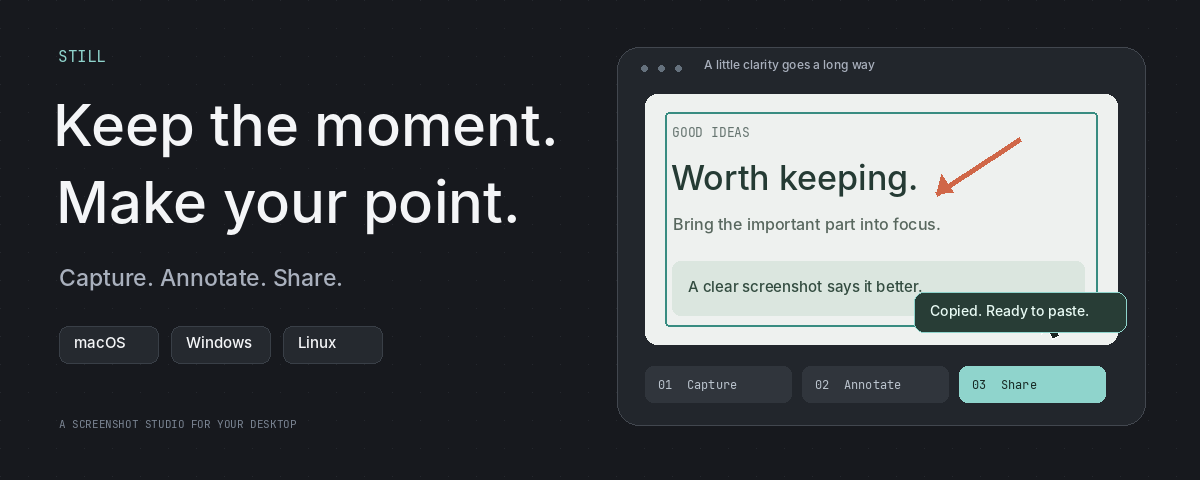 STILL
Keep the moment.
Make your point.
Capture. Annotate. Share.
macOS
Windows
Linux
A SCREENSHOT STUDIO FOR YOUR DESKTOP
A little clarity goes a long way
GOOD IDEAS
Worth keeping.
Bring the important part into focus.
A clear screenshot says it better.
Copied. Ready to paste.
01 Capture
02 Annotate
03 Share